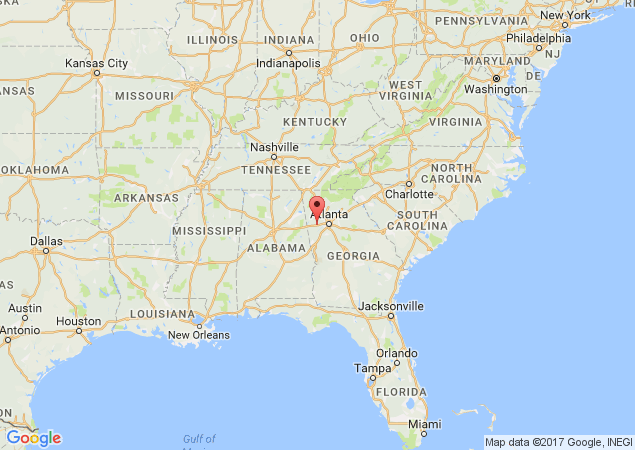 PENNSYLVANIA
New York
OHIO
Philadelphia
ILLINOIS
INDIANA
NJ
MARYLAND
Indianapolis
Kansas City
DE
Washington
WEST
VIRGINIA
ANSAS
MISSOURI
KENTUCKY
VIRGINIA
Nashville
TENNESSEE
NORTH
CAROLINA
OKLAHOMA
Charlotte
ARKANSAS
SOUTH
CAROLINA
Atlanta
MISSISSIPPI
Dallas
ALABAMA
GEORGIA
Austin
LOUISIANA
Jacksonville
Houston
New Orleans
Antonio
Orlando
Tampa
FLORIDA
ON
Miami
Gulf of
Google
Map data ©2017 Google, INEGI